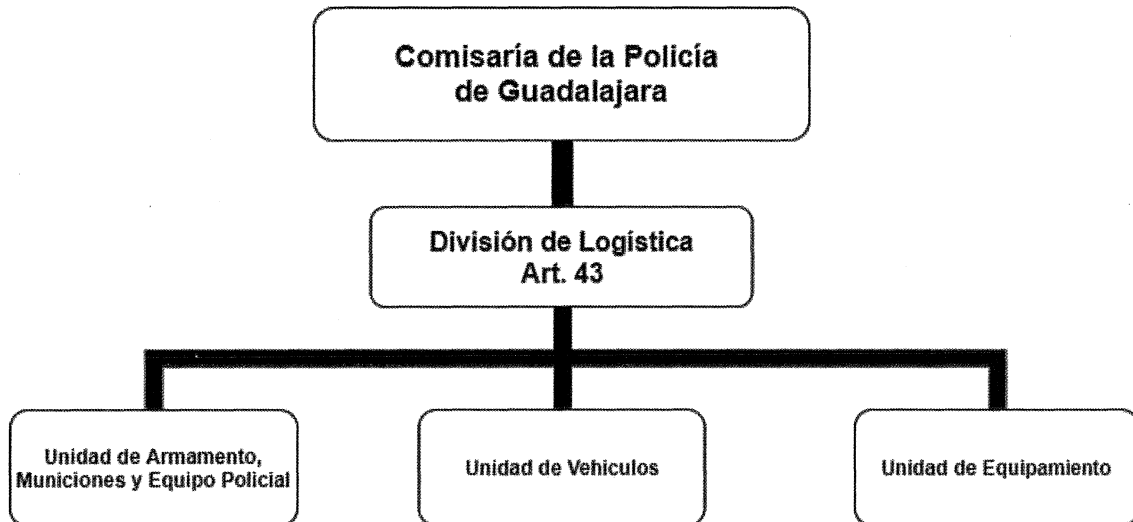 Comisaría de la Policía
de Guadalajara
División de Logística
Art. 43
Unidad de Armamento,
Municiones y Equipo Policial
Unidad de Vehiculos
Unidad de Equipamiento